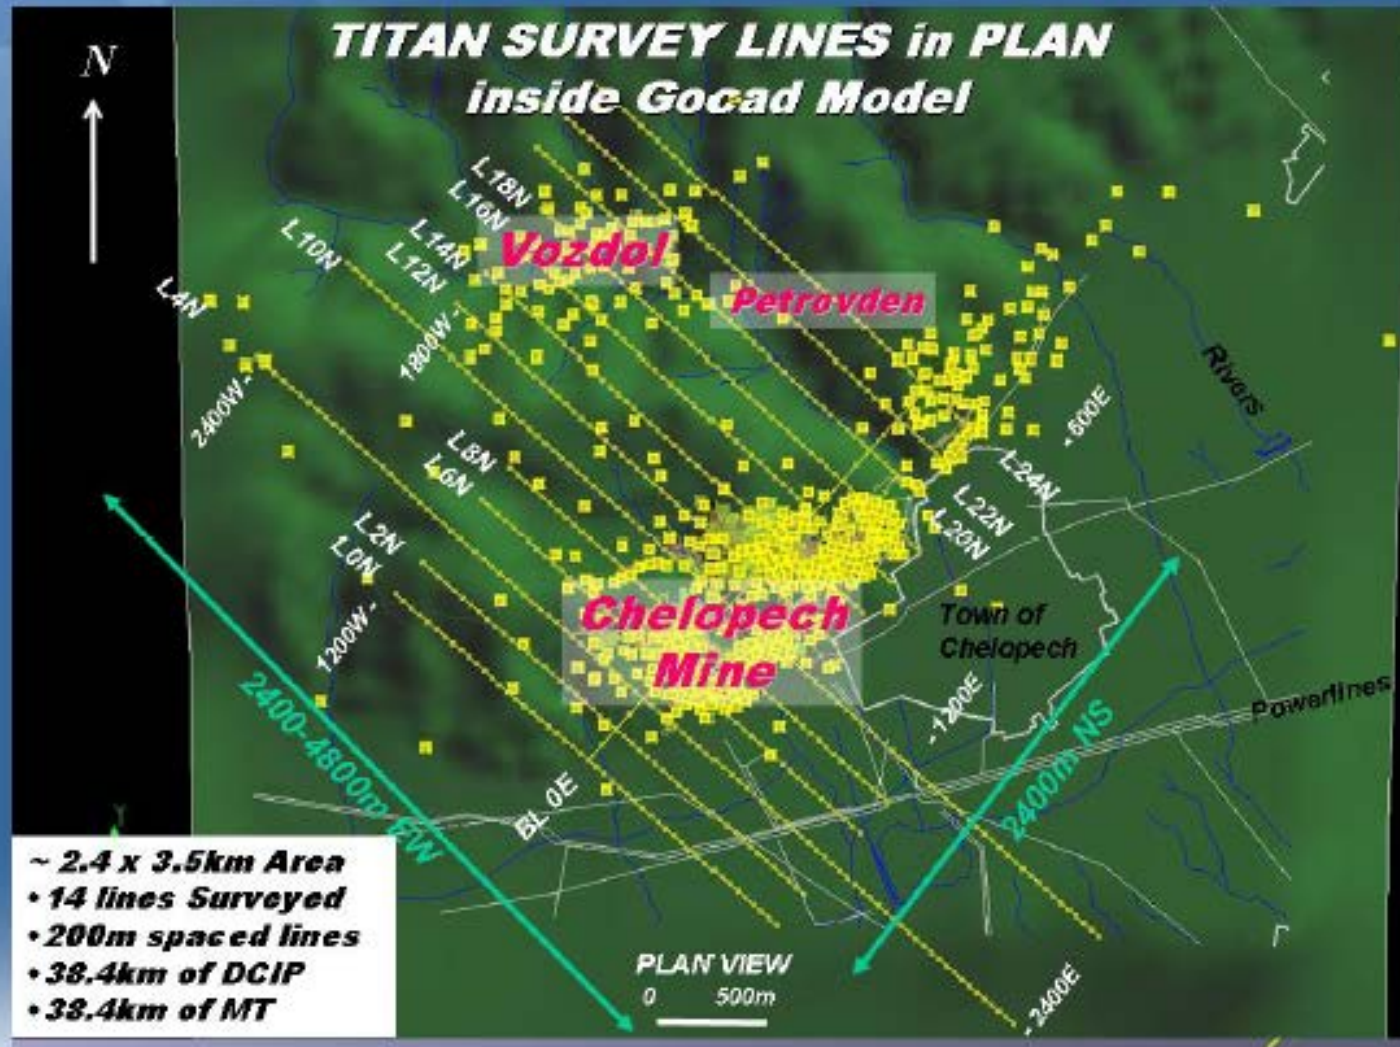 TITAN SURVEY LINES in PLAN
inside Gocad Model
N
L18N
L16N
L14N
L12N
L10N
L4N
Vozdol
Petrovden
1800W -
2400W -
Rivers
- 600E
L8N
L6N
L24N
L22N
L20N
L2N
L0N
Chelopech
Mine
Town of
Chelopech
1200W -
-1200E
Powerlines
2400-4800m EW
2400m NS
BL 0E
Y
~ 2.4 x 3.5km Area
• 14 lines Surveyed
• 200m spaced lines
• 38.4km of DCIP
• 38.4km of MT
PLAN VIEW
0 500m
- 2400E